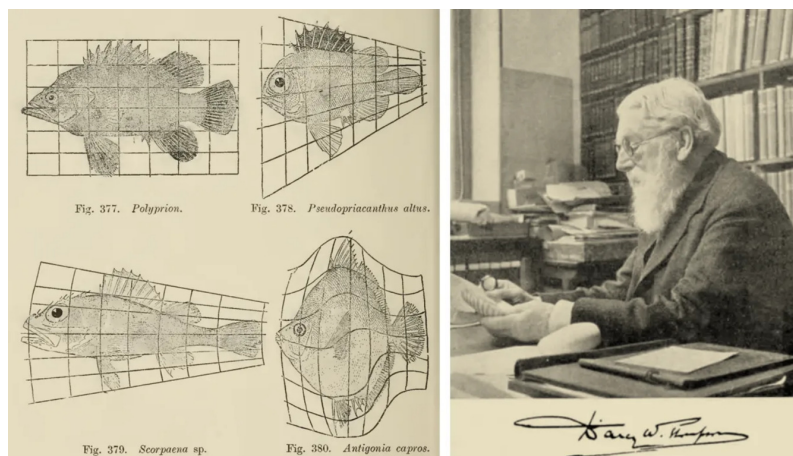 Fig. 377. Polyprion.
Fig. 378. Pseudopriacanthus altus.
Fig. 379. Scorpaena sp.
Fig. 380. Antigonia capros.
D'Arcy W. Thompson